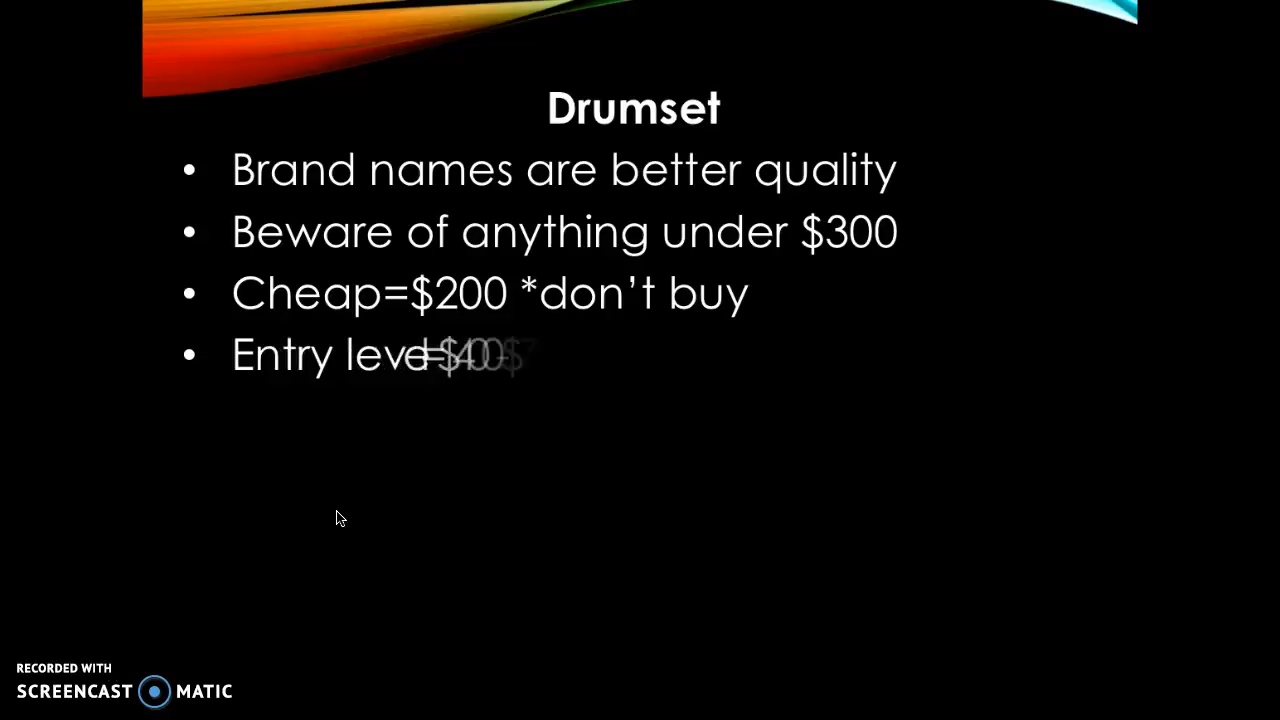 Drumset
• Brand names are better quality
• Beware of anything under $300
• Cheap=$200 *don’t buy
• Entry level
RECORDED WITH
SCREENCAST MATIC